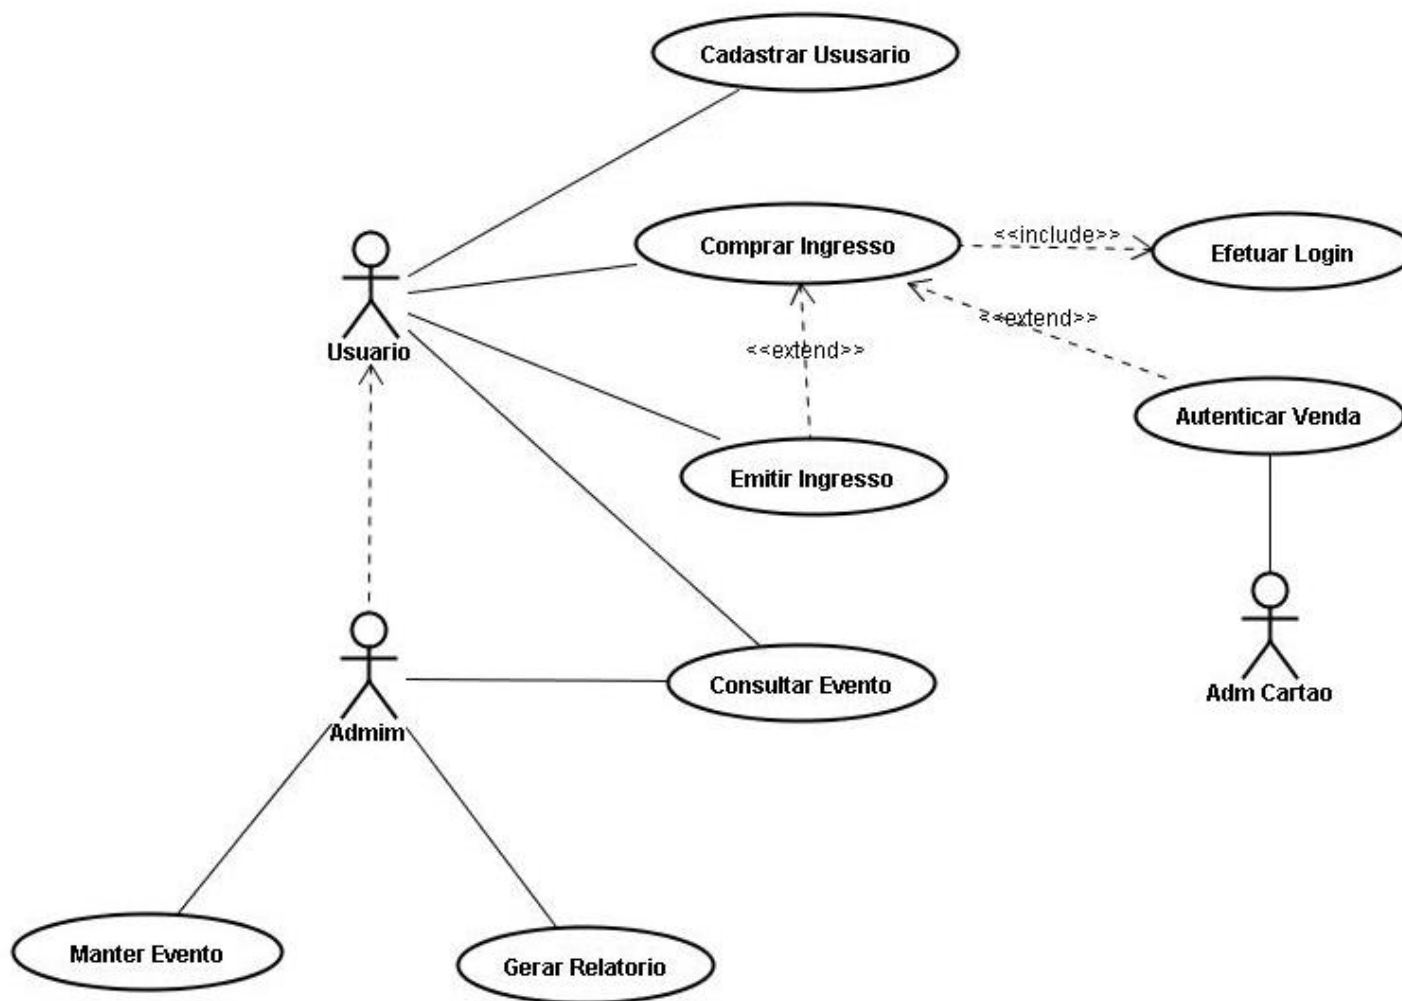 Cadastrar Ususario
Comprar Ingresso
<<include>>
Efetuar Login
<<extend>>
<<extend>>
Usuario
Autenticar Venda
Emitir Ingresso
Consultar Evento
Adm Cartao
Admim
Manter Evento
Gerar Relatorio